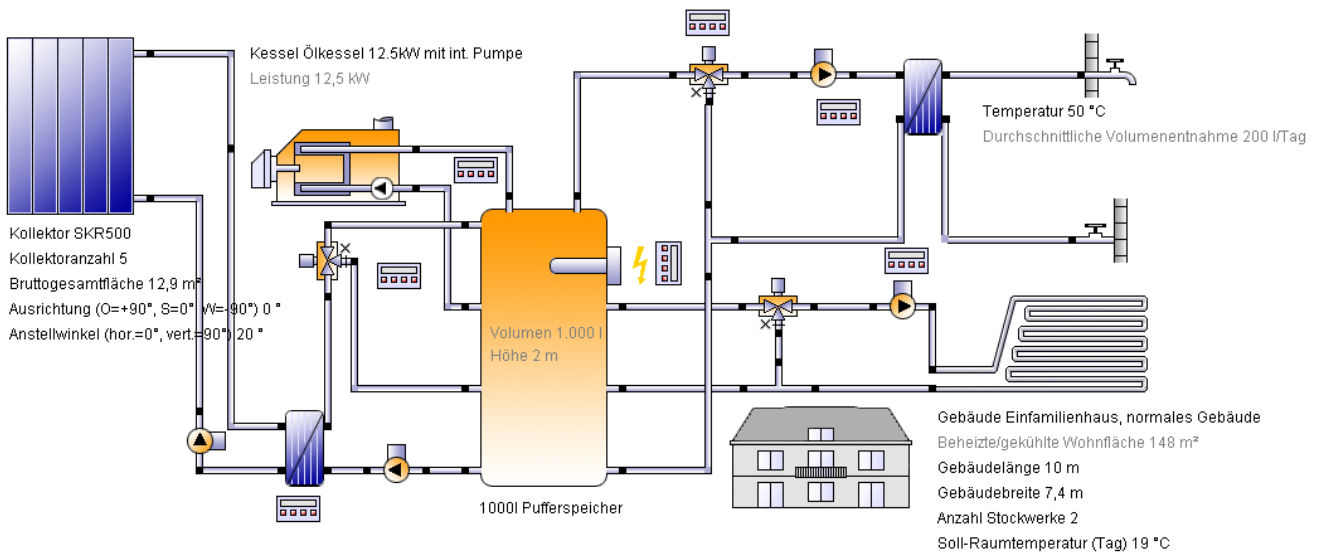 Kessel Ölkessel 12.5kW mit int. Pumpe
Leistung 12,5 kW
Temperatur 50 °C
Durchschnittliche Volumenentnahme 200 l/Tag
Kollektor SKR500
Kollektoranzahl 5
Bruttogesamtfläche 12,9 m²
Ausrichtung (O=+90°, S=0°, W=-90°) 0 °
Anstellwinkel (hor.=0°, vert.=90°) 20 °
Volumen 1.000 l
Höhe 2 m
1000l Pufferspeicher
Gebäude Einfamilienhaus, normales Gebäude
Beheizte/gekühlte Wohnfläche 148 m²
Gebäudelänge 10 m
Gebäudebreite 7,4 m
Anzahl Stockwerke 2
Soll-Raumtemperatur (Tag) 19 °C